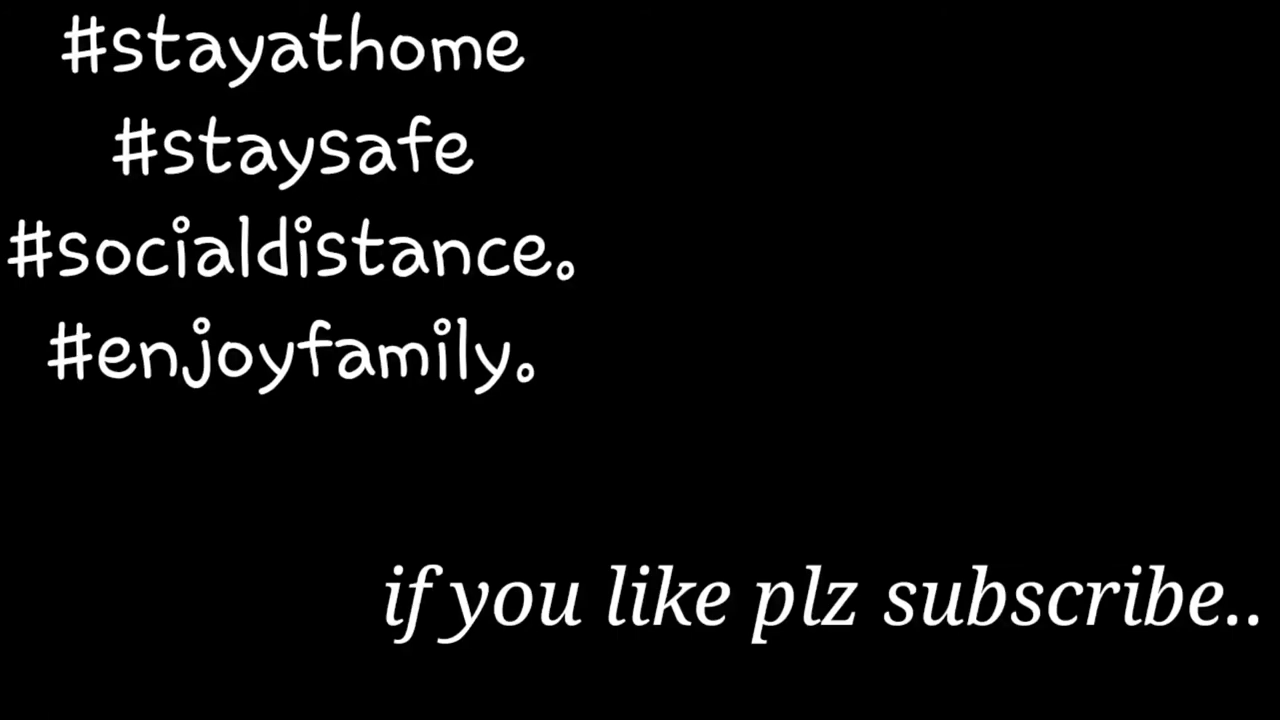 #stayathome
#staysafe
#socialdistance.
#enjoyfamily.
if you like plz subscribe..